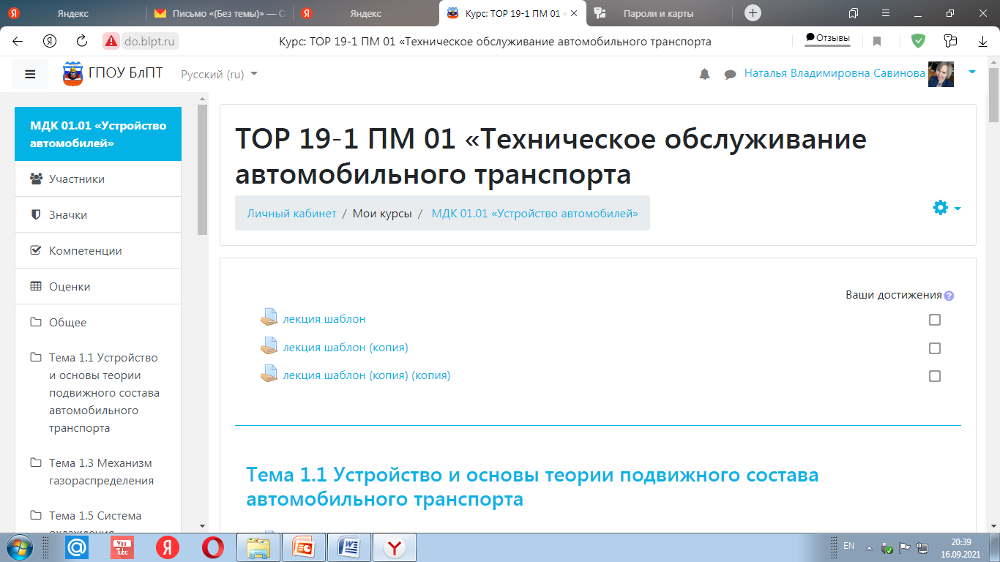 Яндекс
Письмо «(Без темы)» — С
Яндекс
Курс: ТОР 19-1 ПМ 01 «
Пароли и карты
do.blpt.ru
Курс: ТОР 19-1 ПМ 01 «Техническое обслуживание автомобильного транспорта
Отзывы
ГПОУ БлПТ
Русский (ru)
Наталья Владимировна Савинова
МДК 01.01 «Устройство
автомобилей»
Участники
Значки
Компетенции
Оценки
Общее
Тема 1.1 Устройство
и основы теории
подвижного состава
автомобильного
транспорта
Тема 1.3 Механизм
газораспределения
Тема 1.5 Система
охлаждения
ТОР 19-1 ПМ 01 «Техническое обслуживание
автомобильного транспорта
Личный кабинет / Мои курсы / МДК 01.01 «Устройство автомобилей»
Ваши достижения
лекция шаблон
лекция шаблон (копия)
лекция шаблон (копия) (копия)
Тема 1.1 Устройство и основы теории подвижного состава
автомобильного транспорта
You
Tube
EN
20:39
16.09.2021